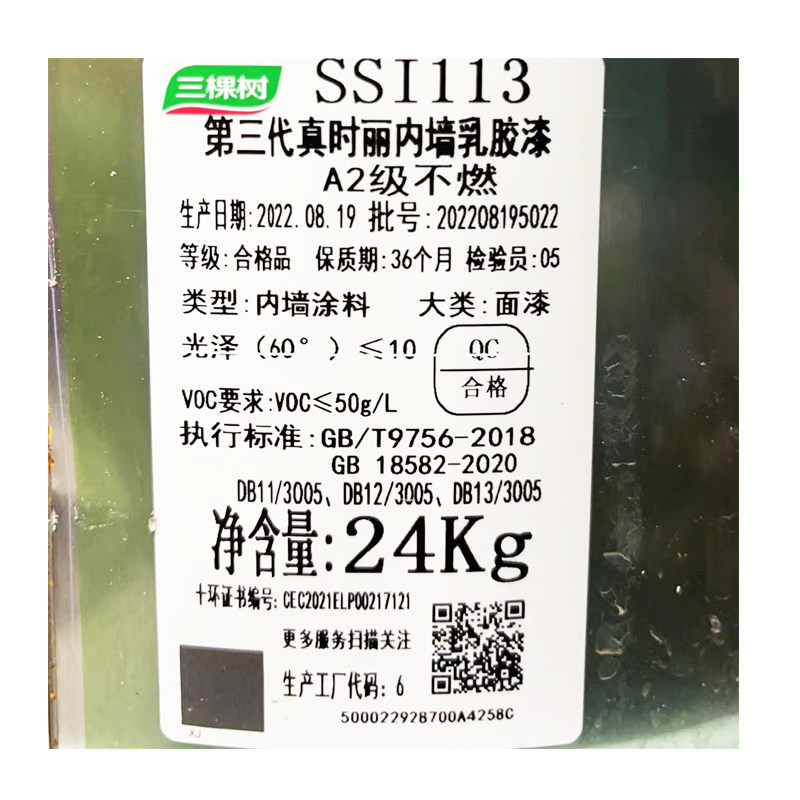 三棵树 SSI113
第三代真时丽内墙乳胶漆
A2级不燃
生产日期:2022.08.19 批号:202208195022
等级:合格品 保质期:36个月 检验员:05
类型:内墙涂料 大类:面漆
光泽（60°）≤10 QC
合格
VOC要求:VOC≤50g/L
执行标准:GB/T9756-2018
GB 18582-2020
DB11/3005、DB12/3005、DB13/3005
净含量:24Kg
十环证书编号:CEC2021ELP00217121
更多服务扫描关注
生产工厂代码:6
500022928700A4258C
XJ